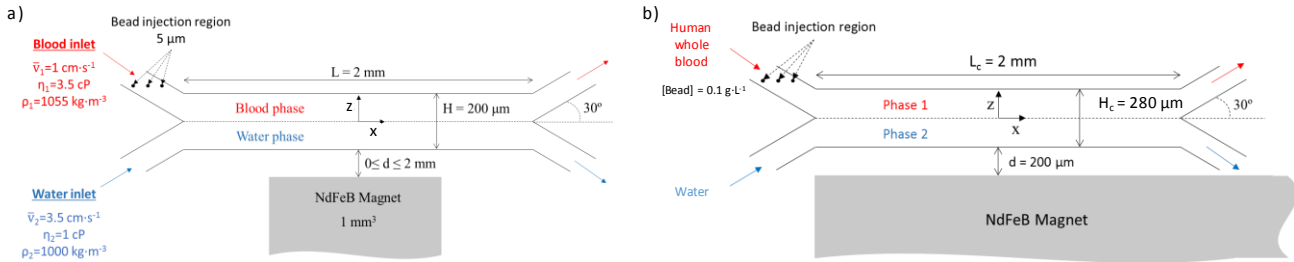 a)
Bead injection region
5 µm
Blood inlet
v̄₁=1 cm·s⁻¹
η₁=3.5 cP
ρ₁=1055 kg·m⁻³
L = 2 mm
Blood phase
z
x
H = 200 µm
30º
Water phase
0≤ d ≤ 2 mm
Water inlet
v̄₂=3.5 cm·s⁻¹
η₂=1 cP
ρ₂=1000 kg·m⁻³
NdFeB Magnet
1 mm³
b)
Human
whole
blood
Bead injection region
[Bead] = 0.1 g·L⁻¹
L꜀ = 2 mm
Phase 1
z
x
H꜀ = 280 µm
30º
Phase 2
Water
d = 200 µm
NdFeB Magnet